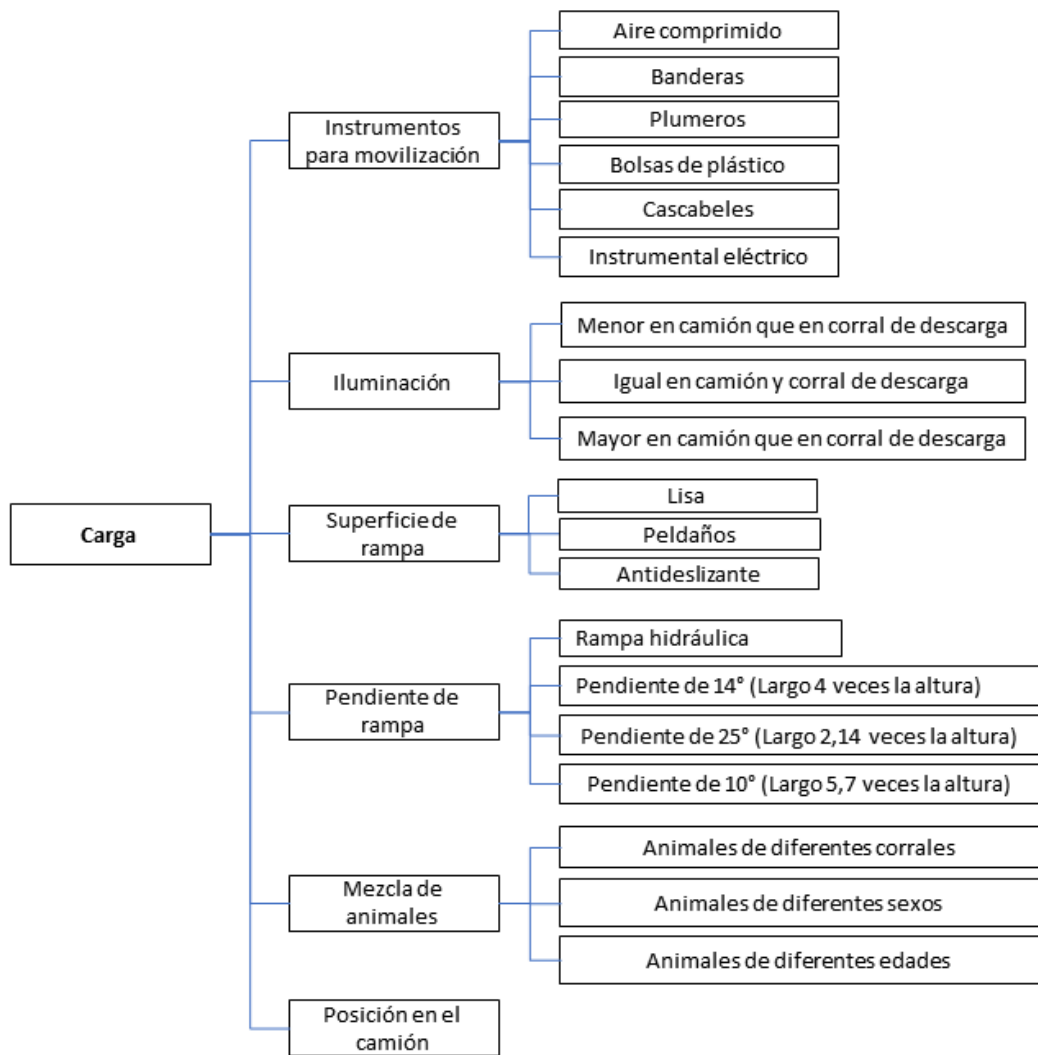 Carga
Instrumentos
para movilización
Aire comprimido
Banderas
Plumeros
Bolsas de plástico
Cascabeles
Instrumental eléctrico
Iluminación
Menor en camión que en corral de descarga
Igual en camión y corral de descarga
Mayor en camión que en corral de descarga
Superficie de
rampa
Lisa
Peldaños
Antideslizante
Pendiente de
rampa
Rampa hidráulica
Pendiente de 14° (Largo 4 veces la altura)
Pendiente de 25° (Largo 2,14 veces la altura)
Pendiente de 10° (Largo 5,7 veces la altura)
Mezcla de
animales
Animales de diferentes corrales
Animales de diferentes sexos
Animales de diferentes edades
Posición en el
camión